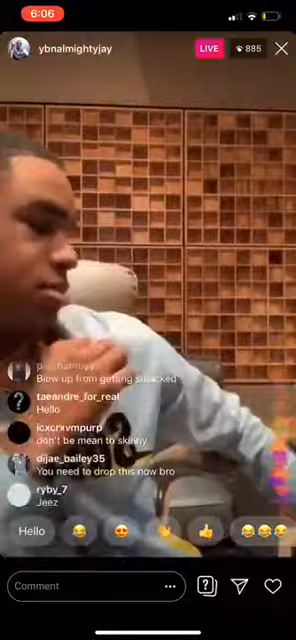 6:06
ybnalmightyjay
LIVE
885
Blew up from getting smacked
taeandre_for_real
Hello
icxcrxvmpurp
don't be mean to skinny
dijae_bailey35
You need to drop this now bro
ryby_7
Jeez
Hello
Comment